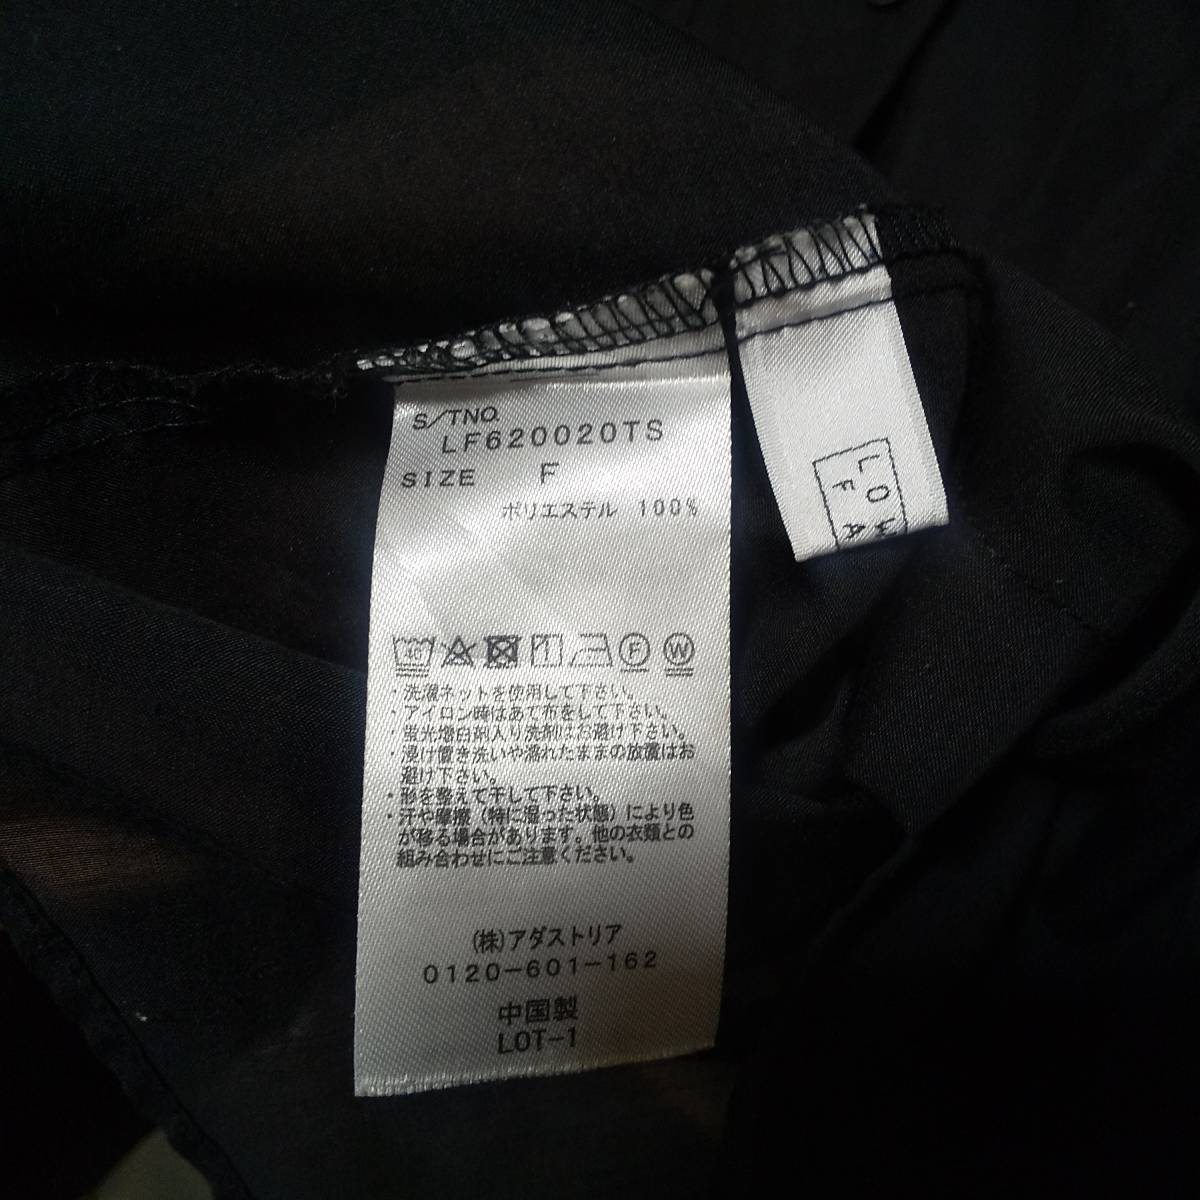 S/TNO.
LF620020TS
SIZE F
ポリエステル 100%
40
F
W
・洗濯ネットを使用して下さい。
・アイロン時はあて布をして下さい。
・蛍光増白剤入り洗剤はお避け下さい。
・浸け置き洗いや濡れたままの放置はお
避け下さい。
・形を整えて干して下さい。
・汗や摩擦（特に湿った状態）により色
が移る場合があります。他の衣類との
組み合わせにご注意ください。
(株)アダストリア
0120-601-162
中国製
LOT-1
LOW
FA